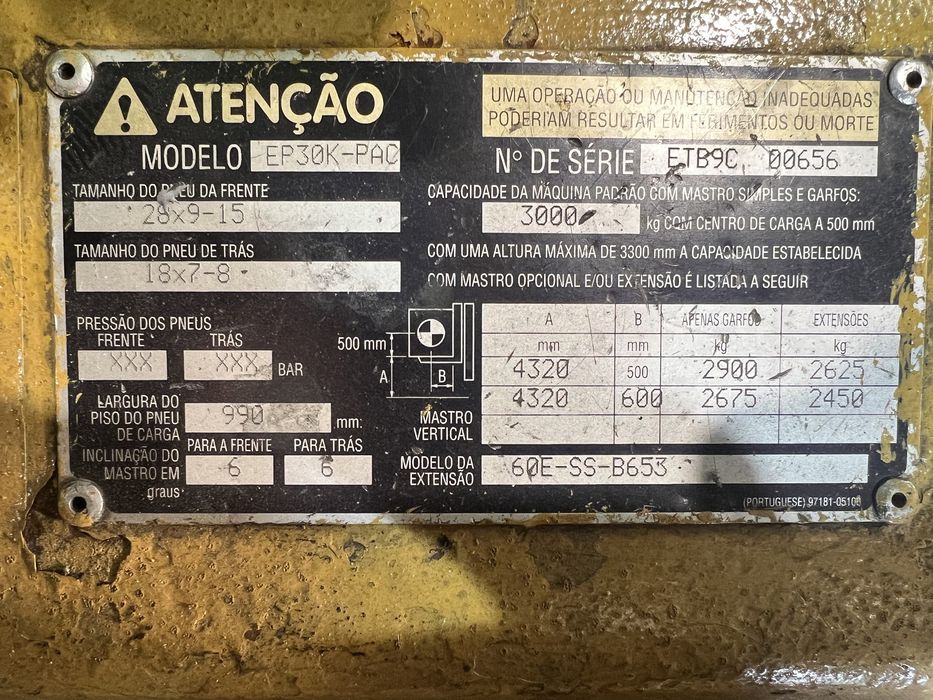 ATENÇÃO
UMA OPERAÇÃO OU MANUTENÇÃO INADEQUADAS
PODERIAM RESULTAR EM FERIMENTOS OU MORTE
MODELO EP30K-PAC
Nº DE SÉRIE ETB9C 00656
TAMANHO DO PNEU DA FRENTE
28x9-15
TAMANHO DO PNEU DE TRÁS
18x7-8
CAPACIDADE DA MÁQUINA PADRÃO COM MASTRO SIMPLES E GARFOS:
3000 kg COM CENTRO DE CARGA A 500 mm
COM UMA ALTURA MÁXIMA DE 3300 mm A CAPACIDADE ESTABELECIDA
COM MASTRO OPCIONAL E/OU EXTENSÃO É LISTADA A SEGUIR
PRESSÃO DOS PNEUS
FRENTE TRÁS
XXX XXX BAR
LARGURA DO
PISO DO PNEU
DE CARGA
990 mm:
INCLINAÇÃO DO
MASTRO EM
graus
PARA A FRENTE PARA TRÁS
6 6
500 mm
A
B
MASTRO
VERTICAL
A B APENAS GARFOS EXTENSÕES
mm mm kg kg
4320 500 2900 2625
4320 600 2675 2450
MODELO DA
EXTENSÃO
60E-SS-B653
(PORTUGUESE) 97181-05100